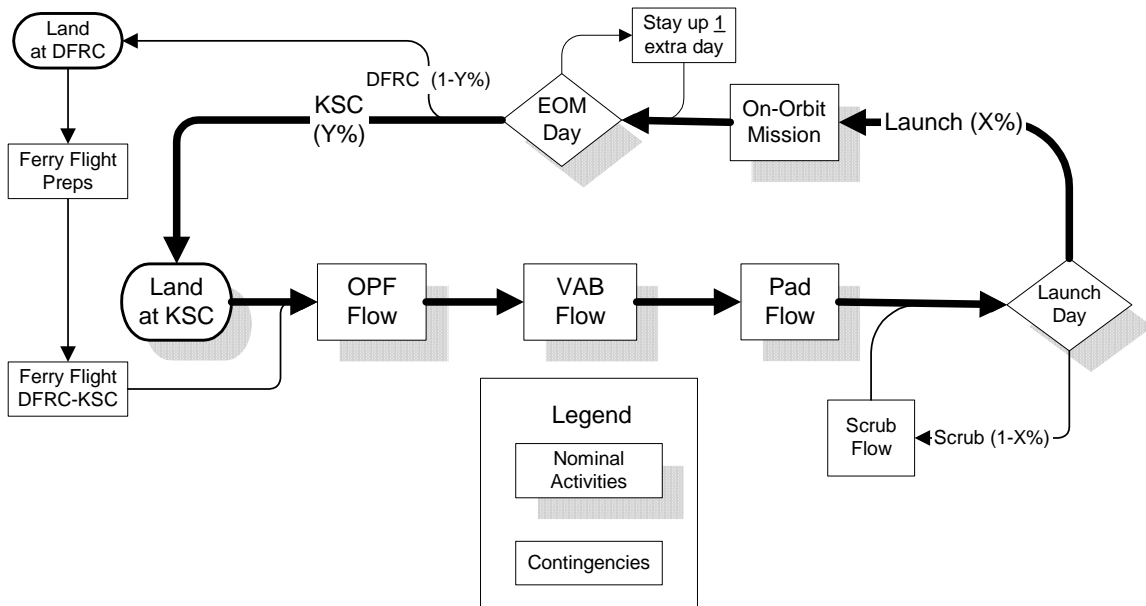 Land
at DFRC
Stay up 1
extra day
DFRC (1-Y%)
EOM
Day
KSC
(Y%)
On-Orbit
Mission
Launch (X%)
Ferry Flight
Preps
Land
at KSC
OPF
Flow
VAB
Flow
Pad
Flow
Launch
Day
Ferry Flight
DFRC-KSC
Scrub
Flow
Scrub (1-X%)
Legend
Nominal
Activities
Contingencies